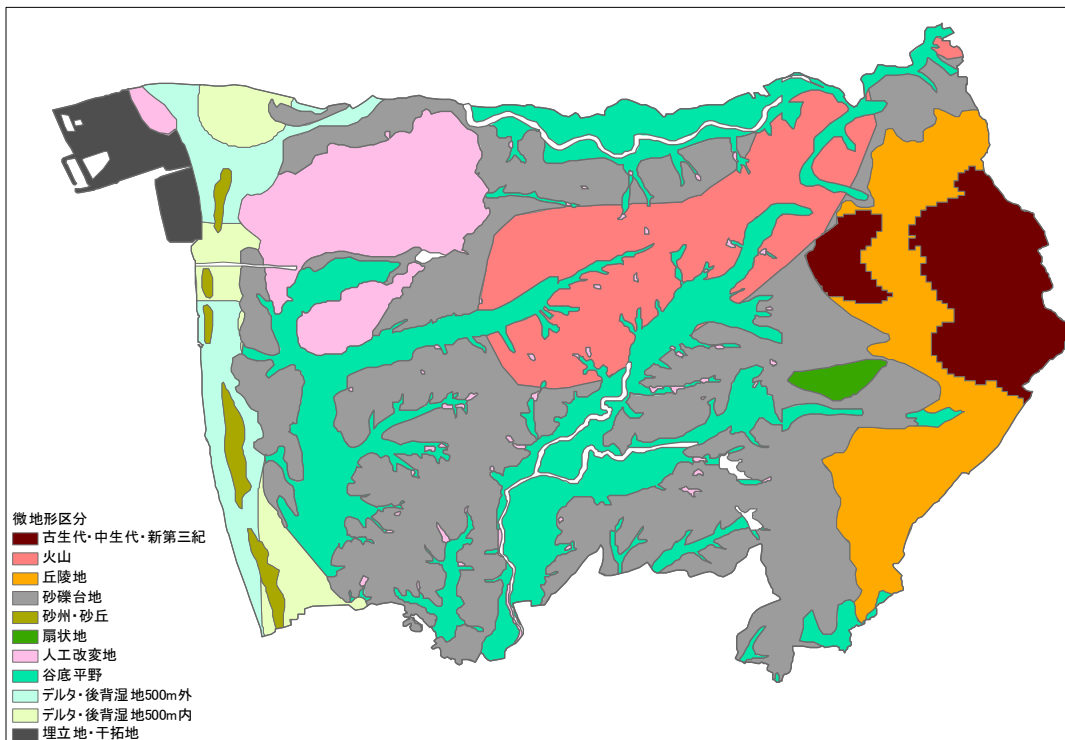 微地形区分
古生代・中生代・新第三紀
火山
丘陵地
砂礫台地
砂州・砂丘
扇状地
人工改変地
谷底平野
デルタ・後背湿地500m外
デルタ・後背湿地500m内
埋立地・干拓地